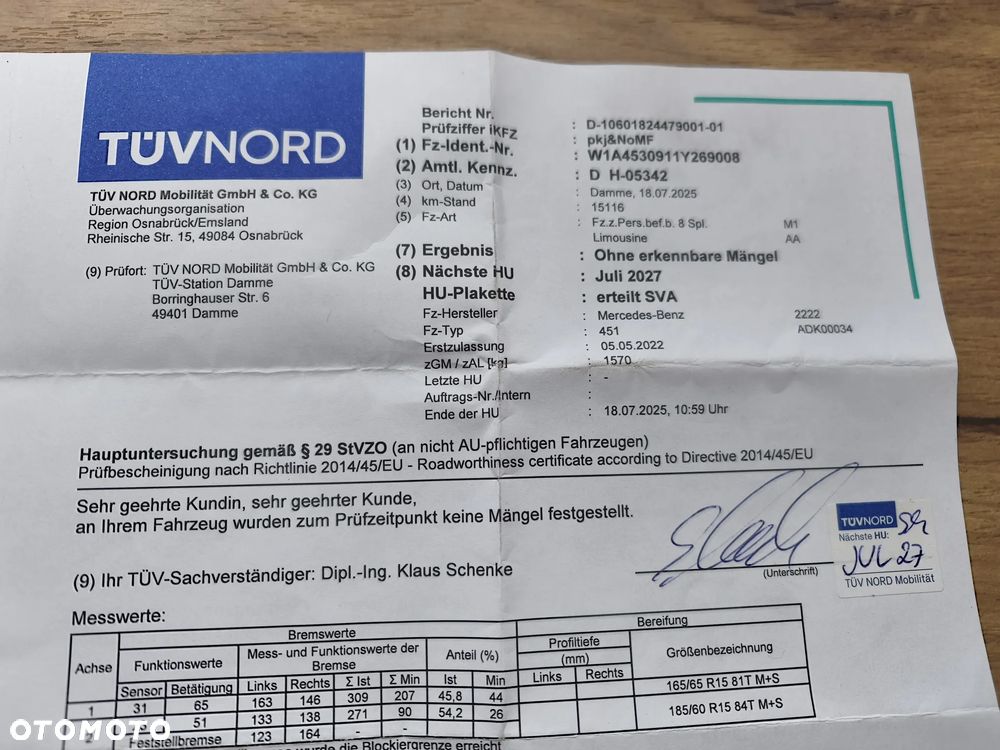 TÜVNORD
TÜV NORD Mobilität GmbH & Co. KG
Überwachungsorganisation
Region Osnabrück/Emsland
Rheinische Str. 15, 49084 Osnabrück
(9) Prüfort: TÜV NORD Mobilität GmbH & Co. KG
TÜV-Station Damme
Borringhauser Str. 6
49401 Damme
Bericht Nr. : D-10601824479001-01
Prüfziffer iKFZ : pkj&NoMF
(1) Fz-Ident.-Nr. : W1A4530911Y269008
(2) Amtl. Kennz. : D H-05342
(3) Ort, Datum : Damme, 18.07.2025
(4) km-Stand : 15116
(5) Fz-Art : Fz.z.Pers.bef.b. 8 Spl. M1
Limousine AA
(7) Ergebnis : Ohne erkennbare Mängel
(8) Nächste HU : Juli 2027
HU-Plakette : erteilt SVA
Fz-Hersteller : Mercedes-Benz 2222
Fz-Typ : 451 ADK00034
Erstzulassung : 05.05.2022
zGM / zAL [kg] : 1570
Letzte HU : -
Auftrags-Nr./Intern :
Ende der HU : 18.07.2025, 10:59 Uhr
Hauptuntersuchung gemäß § 29 StVZO (an nicht AU-pflichtigen Fahrzeugen)
Prüfbescheinigung nach Richtlinie 2014/45/EU - Roadworthiness certificate according to Directive 2014/45/EU
Sehr geehrte Kundin, sehr geehrter Kunde,
an Ihrem Fahrzeug wurden zum Prüfzeitpunkt keine Mängel festgestellt.
(9) Ihr TÜV-Sachverständiger: Dipl.-Ing. Klaus Schenke
(Unterschrift)
TÜVNORD
Nächste HU:
JUL 27
TÜV NORD Mobilität
Messwerte:
Achse Bremswerte Bereifung
Funktionswerte Mess- und Funktionswerte der Bremse Anteil (%) Profiltiefe (mm) Größenbezeichnung
Sensor Betätigung Links Rechts Σ Ist Σ Min Ist Min Links Rechts
1 31 65 163 146 309 207 45,8 44 165/65 R15 81T M+S
2 51 133 138 271 90 54,2 26 185/60 R15 84T M+S
Feststellbremse 123 164 -
wurde die Blockiergrenze erreicht
OTOMOTO